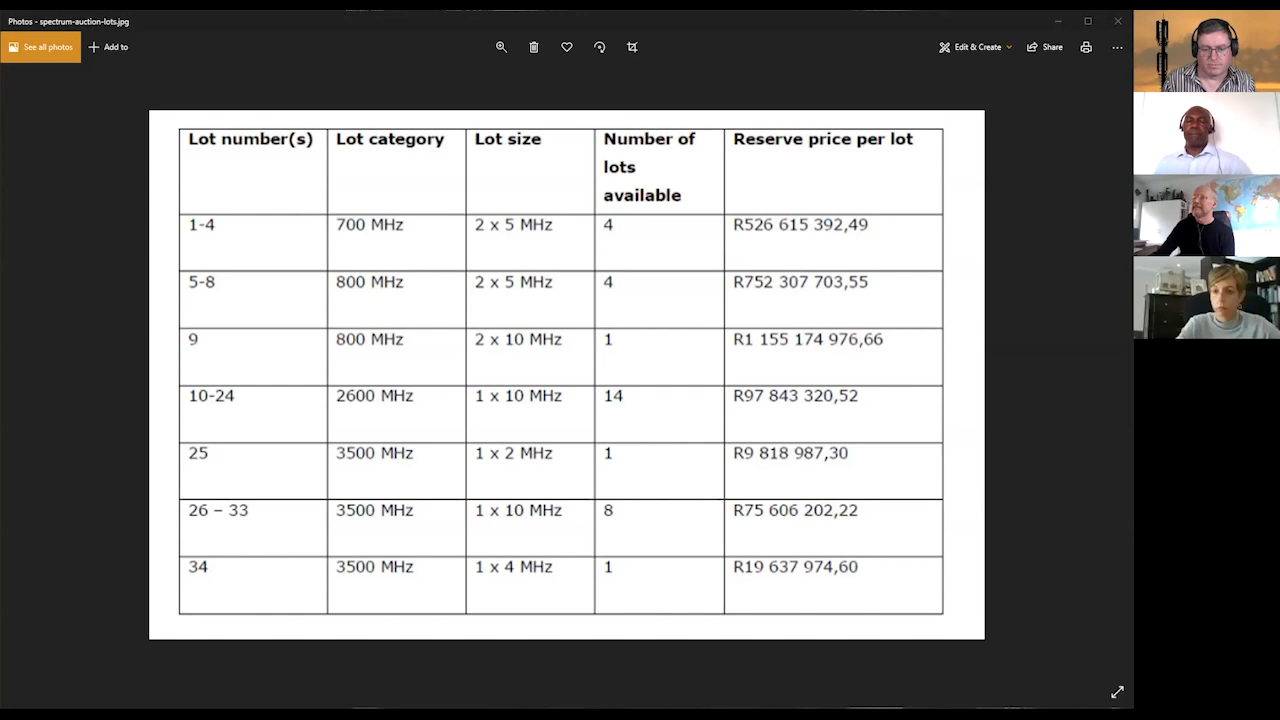 Photos - spectrum-auction-lots.jpg
See all photos + Add to Edit & Create Share
Lot number(s) Lot category Lot size Number of lots available Reserve price per lot
1-4 700 MHz 2 x 5 MHz 4 R526 615 392,49
5-8 800 MHz 2 x 5 MHz 4 R752 307 703,55
9 800 MHz 2 x 10 MHz 1 R1 155 174 976,66
10-24 2600 MHz 1 x 10 MHz 14 R97 843 320,52
25 3500 MHz 1 x 2 MHz 1 R9 818 987,30
26 – 33 3500 MHz 1 x 10 MHz 8 R75 606 202,22
34 3500 MHz 1 x 4 MHz 1 R19 637 974,60